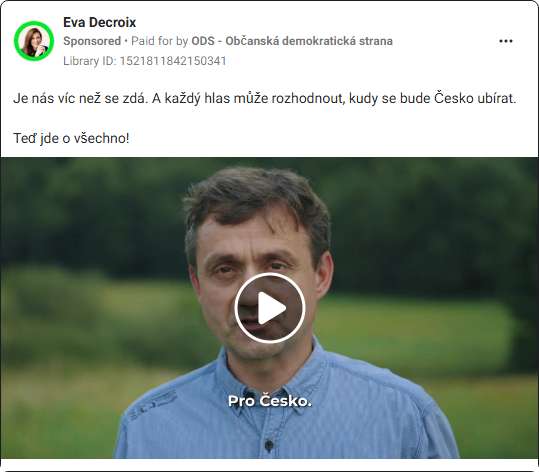 Eva Decroix
Sponsored • Paid for by ODS - Občanská demokratická strana
Library ID: 1521811842150341
Je nás víc než se zdá. A každý hlas může rozhodnout, kudy se bude Česko ubírat.
Teď jde o všechno!
Pro Česko.